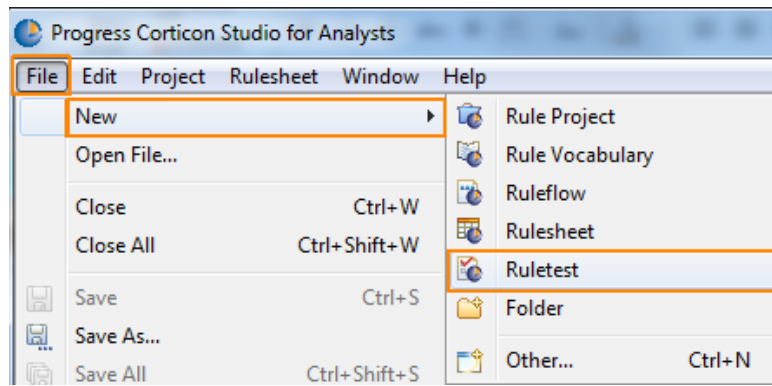 Progress Corticon Studio for Analysts
File Edit Project Rulesheet Window Help
New
Open File...
Close Ctrl+W
Close All Ctrl+Shift+W
Save Ctrl+S
Save As...
Save All Ctrl+Shift+S
Rule Project
Rule Vocabulary
Ruleflow
Rulesheet
Ruletest
Folder
Other... Ctrl+N